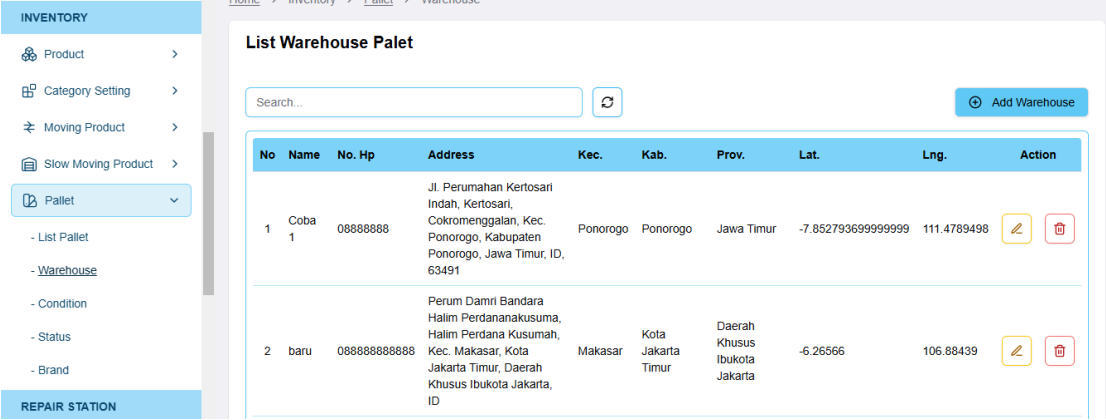 Home > Inventory > Pallet > Warehouse
INVENTORY
Product
Category Setting
Moving Product
Slow Moving Product
Pallet
- List Pallet
- Warehouse
- Condition
- Status
- Brand
REPAIR STATION
List Warehouse Palet
Search...
Add Warehouse
No Name No. Hp Address Kec. Kab. Prov. Lat. Lng. Action
1 Coba 1 08888888 Jl. Perumahan Kertosari
Indah, Kertosari,
Cokromenggalan, Kec.
Ponorogo, Kabupaten
Ponorogo, Jawa Timur, ID,
63491
Ponorogo Ponorogo Jawa Timur -7.852793699999999 111.4789498
2 baru 088888888888 Perum Damri Bandara
Halim Perdananakusuma,
Halim Perdana Kusumah,
Kec. Makasar, Kota
Jakarta Timur, Daerah
Khusus Ibukota Jakarta,
ID
Makasar
Kota
Jakarta
Timur
Daerah
Khusus
Ibukota
Jakarta
-6.26566 106.88439